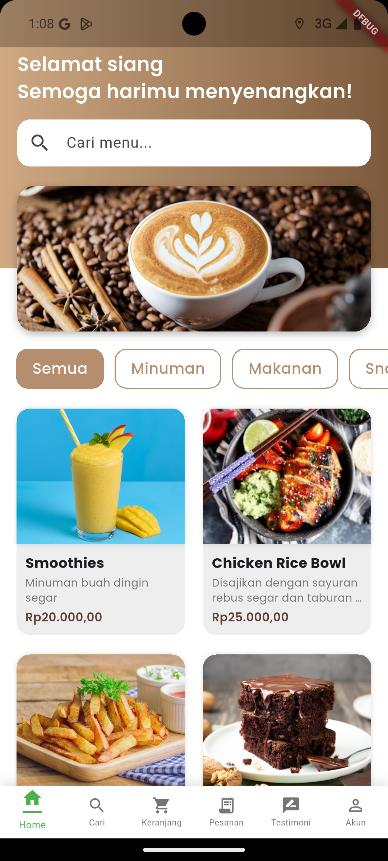 1:08
3G
DEBUG
Selamat siang
Semoga harimu menyenangkan!
Cari menu...
Semua
Minuman
Makanan
Sna
Smoothies
Minuman buah dingin
segar
Rp20.000,00
Chicken Rice Bowl
Disajikan dengan sayuran
rebus segar dan taburan ...
Rp25.000,00
Home
Cari
Keranjang
Pesanan
Testimoni
Akun